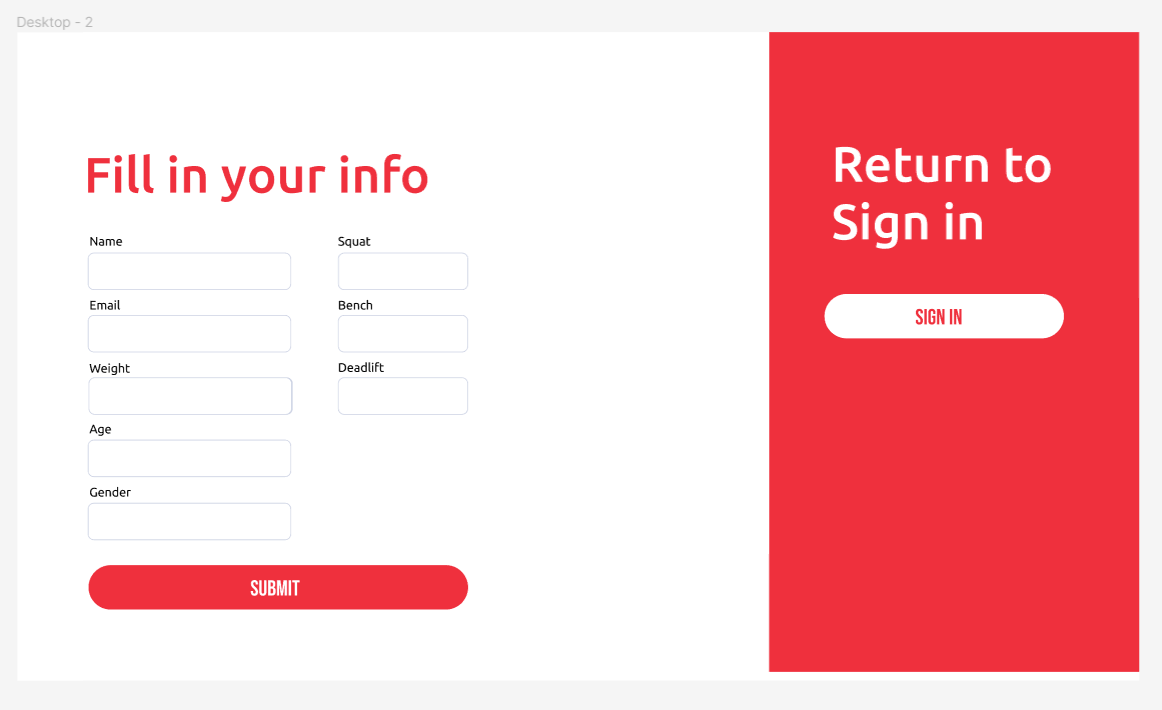 Desktop - 2
Fill in your info
Name
Email
Weight
Age
Gender
Squat
Bench
Deadlift
SUBMIT
Return to
Sign in
SIGN IN